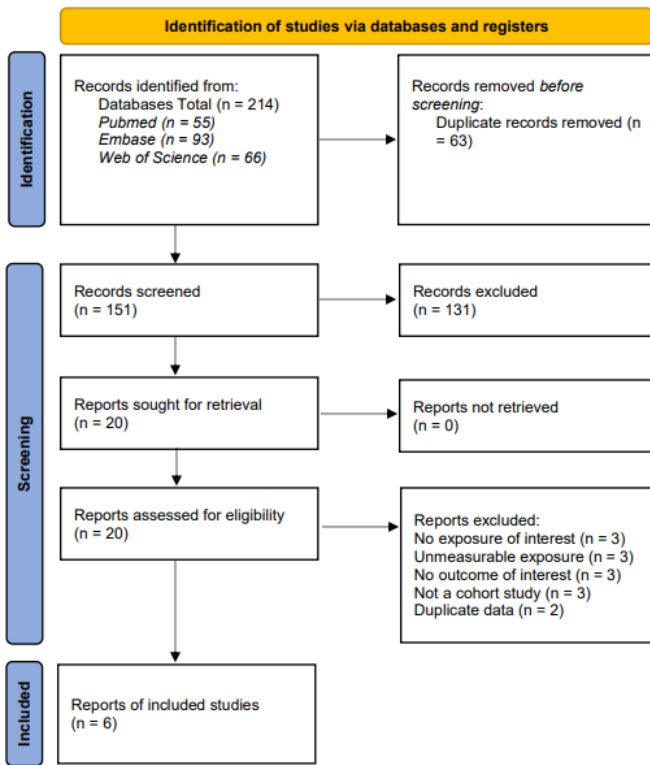 Identification of studies via databases and registers
Identification
Records identified from:
Databases Total (n = 214)
Pubmed (n = 55)
Embase (n = 93)
Web of Science (n = 66)
Records removed before
screening:
Duplicate records removed (n
= 63)
Screening
Records screened
(n = 151)
Records excluded
(n = 131)
Reports sought for retrieval
(n = 20)
Reports not retrieved
(n = 0)
Reports assessed for eligibility
(n = 20)
Reports excluded:
No exposure of interest (n = 3)
Unmeasurable exposure (n = 3)
No outcome of interest (n = 3)
Not a cohort study (n = 3)
Duplicate data (n = 2)
Included
Reports of included studies
(n = 6)